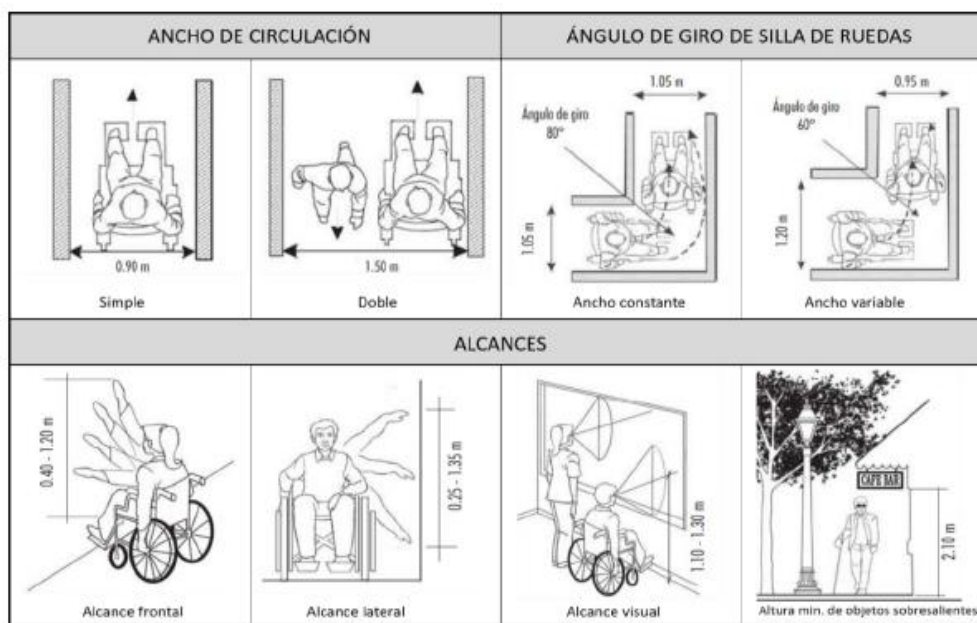 ANCHO DE CIRCULACIÓN
ÁNGULO DE GIRO DE SILLA DE RUEDAS
0.90 m
Simple
1.50 m
Doble
1.05 m
Ángulo de giro
80°
1.05 m
Ancho constante
0.95 m
Ángulo de giro
60°
1.20 m
Ancho variable
ALCANCES
0.40 - 1.20 m
Alcance frontal
0.25 - 1.35 m
Alcance lateral
1.10 - 1.30 m
Alcance visual
CAFE BAR
2.10 m
Altura min. de objetos sobresalientes